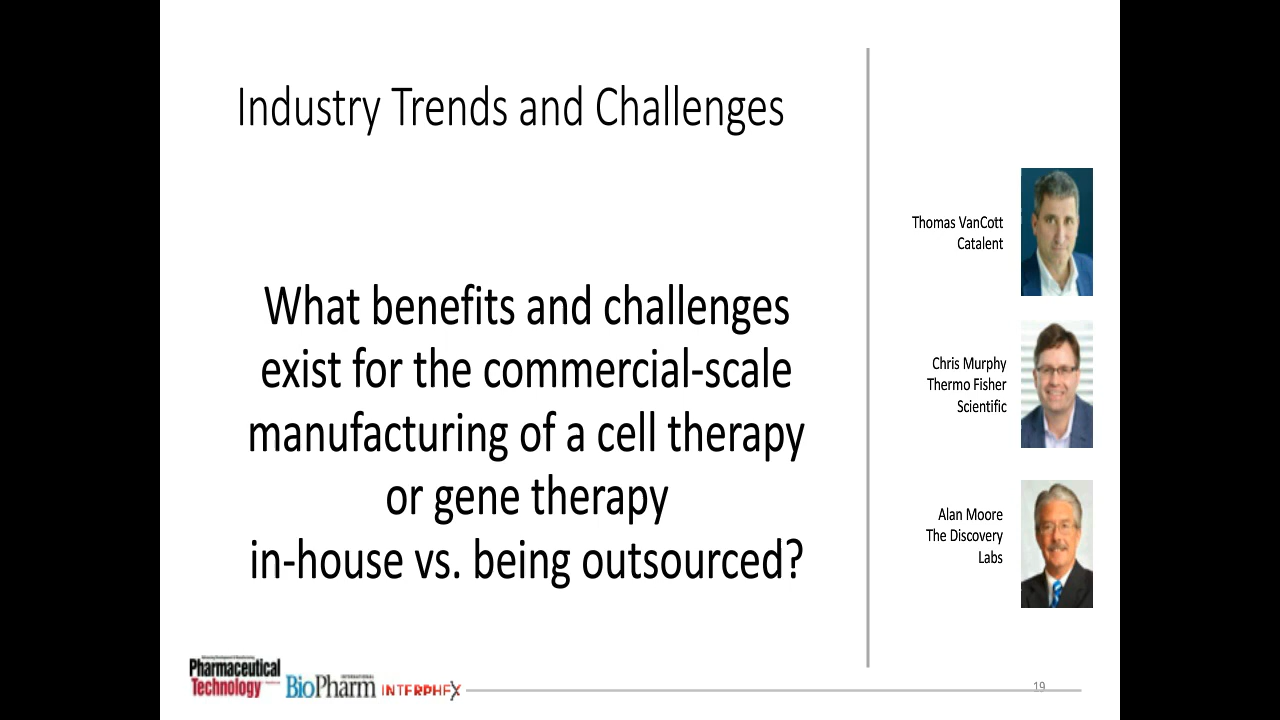 Industry Trends and Challenges
What benefits and challenges
exist for the commercial-scale
manufacturing of a cell therapy
or gene therapy
in-house vs. being outsourced?
Thomas VanCott
Catalent
Chris Murphy
Thermo Fisher
Scientific
Alan Moore
The Discovery
Labs
Pharmaceutical
Technology
INTERNATIONAL
BioPharm
INTERPHEX
19